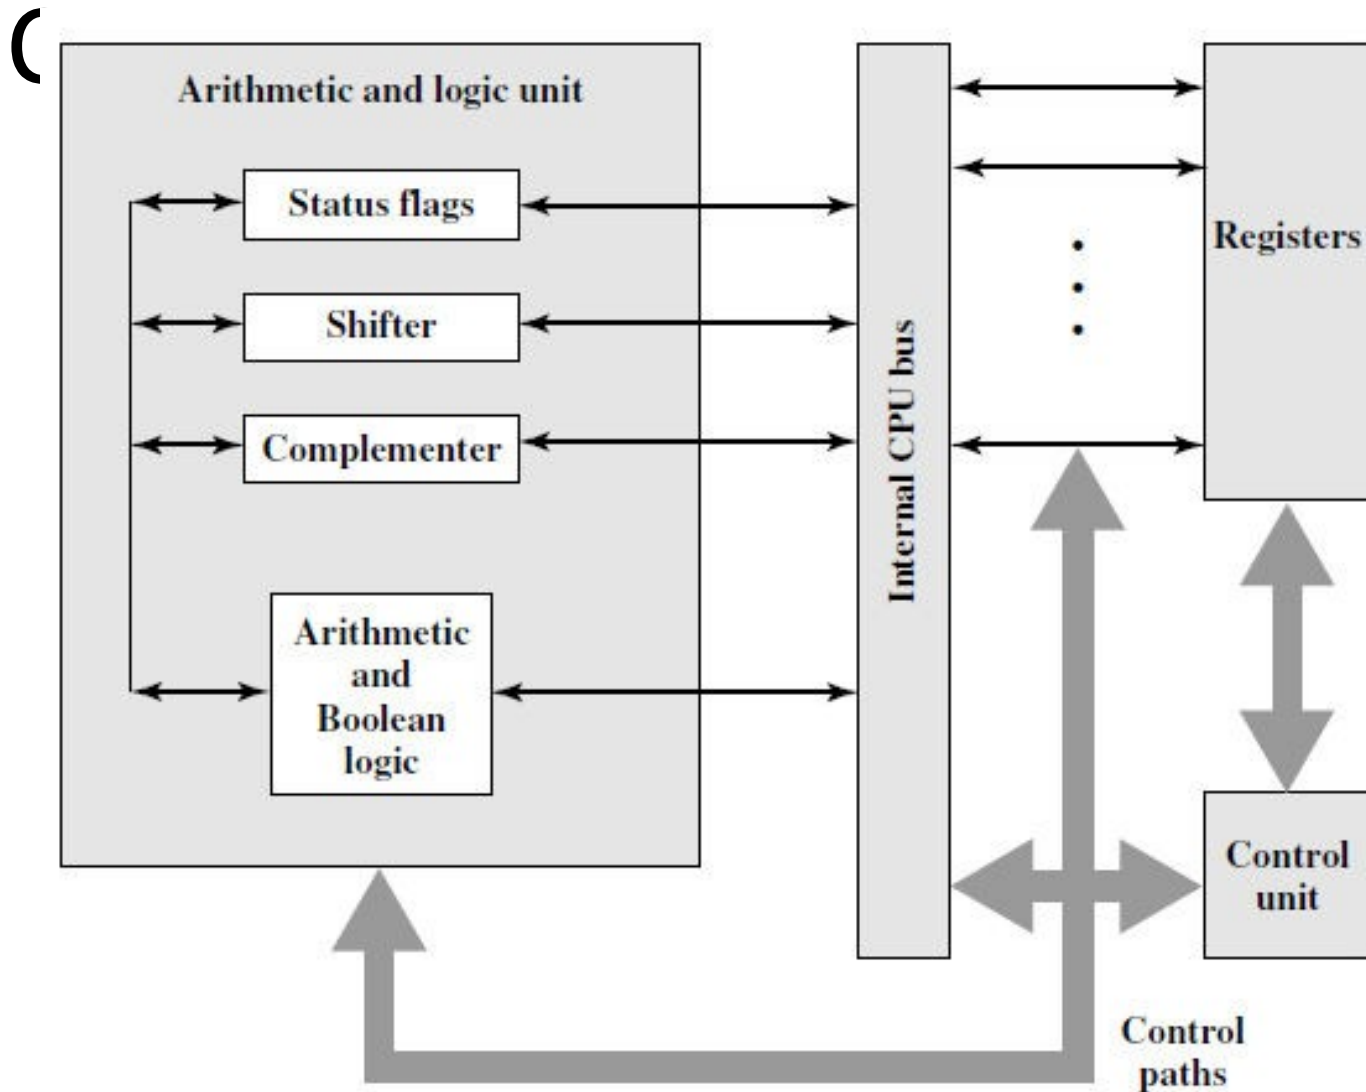 Arithmetic and logic unit
Status flags
Shifter
Complementer
Arithmetic
and
Boolean
logic
Internal CPU bus
Registers
Control
unit
Control
paths